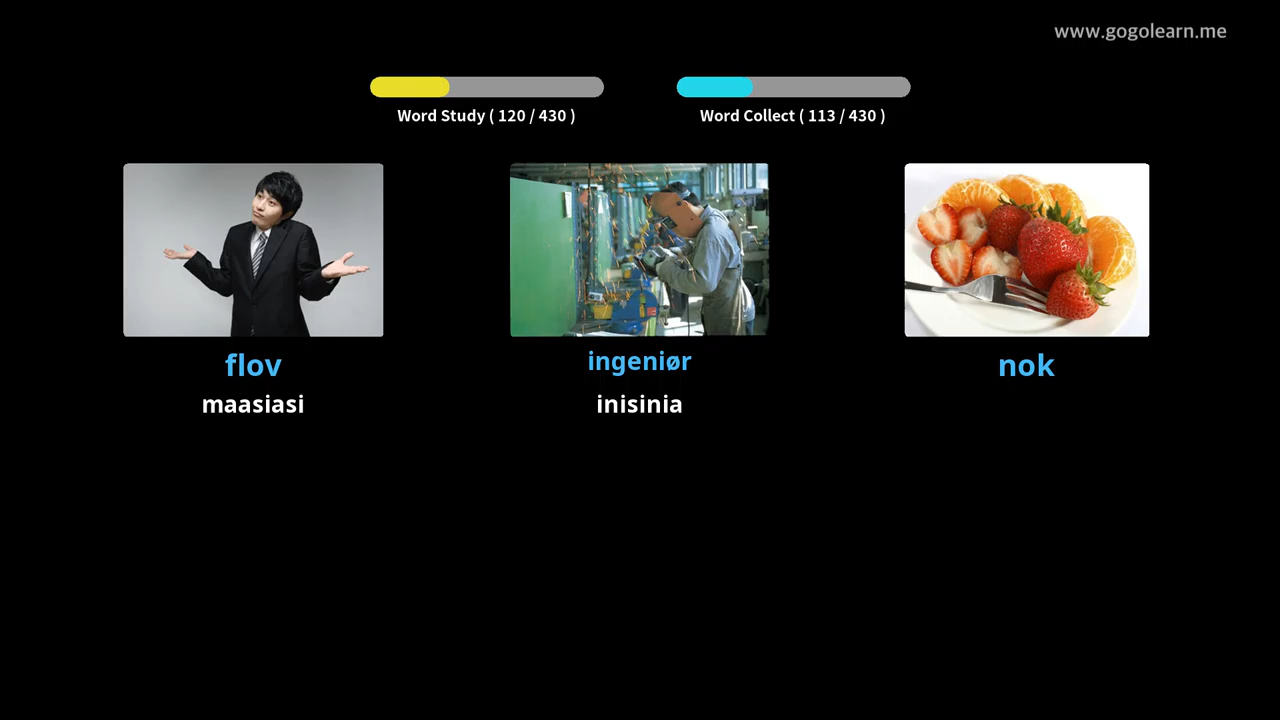 www.gogolearn.me
Word Study ( 120 / 430 )
Word Collect ( 113 / 430 )
flov
ingeniør
nok
maasiasi
inisinia